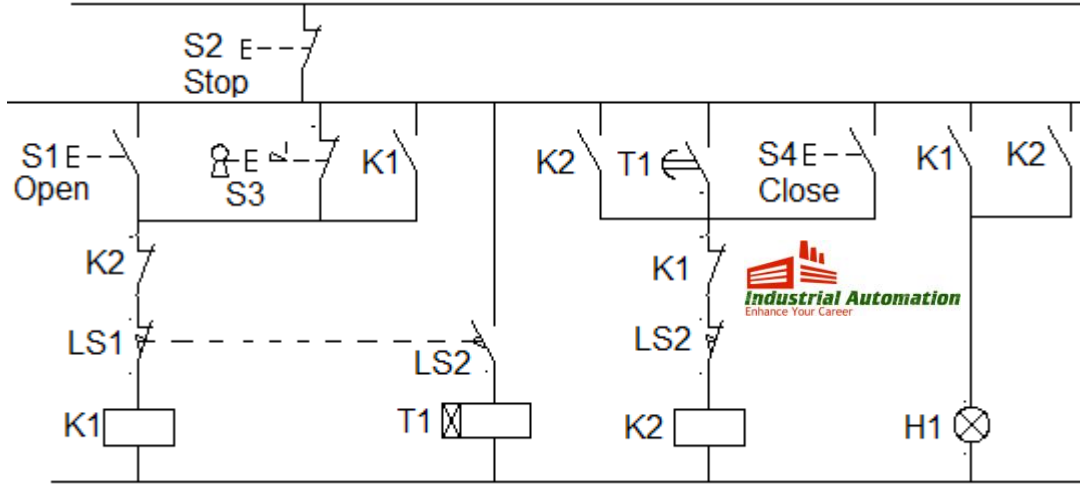 S2 E
Stop
S1 E
Open
E
S3
K1
K2
T1
S4 E
Close
K1
K2
K2
K1
Industrial Automation
Enhance Your Career
LS1
LS2
LS2
K1
T1
K2
H1